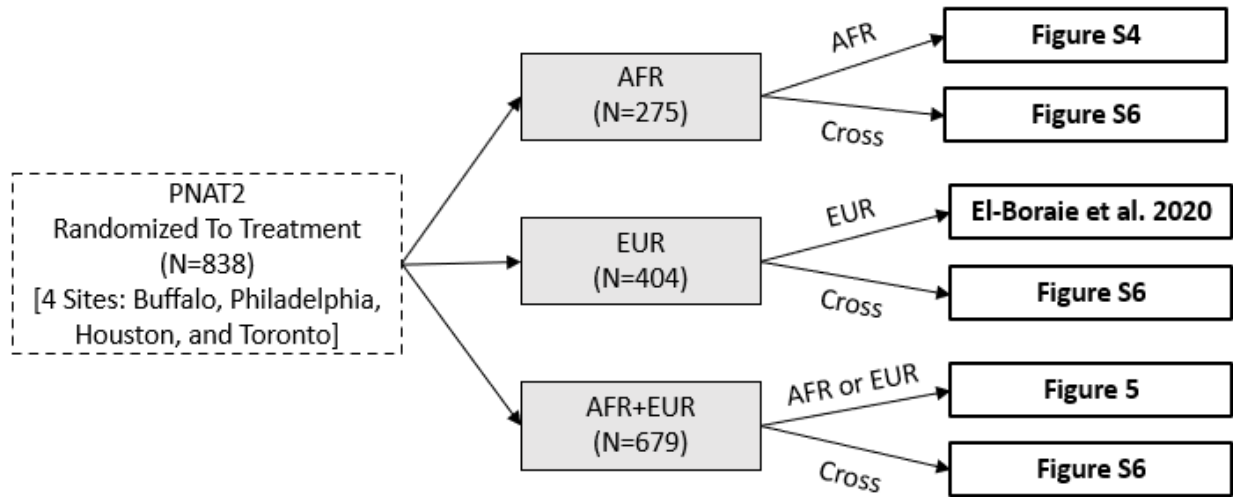 PNAT2
Randomized To Treatment
(N=838)
[4 Sites: Buffalo, Philadelphia,
Houston, and Toronto]
AFR
(N=275)
AFR
Figure S4
Cross
Figure S6
EUR
(N=404)
EUR
El-Boraie et al. 2020
Cross
Figure S6
AFR+EUR
(N=679)
AFR or EUR
Figure 5
Cross
Figure S6